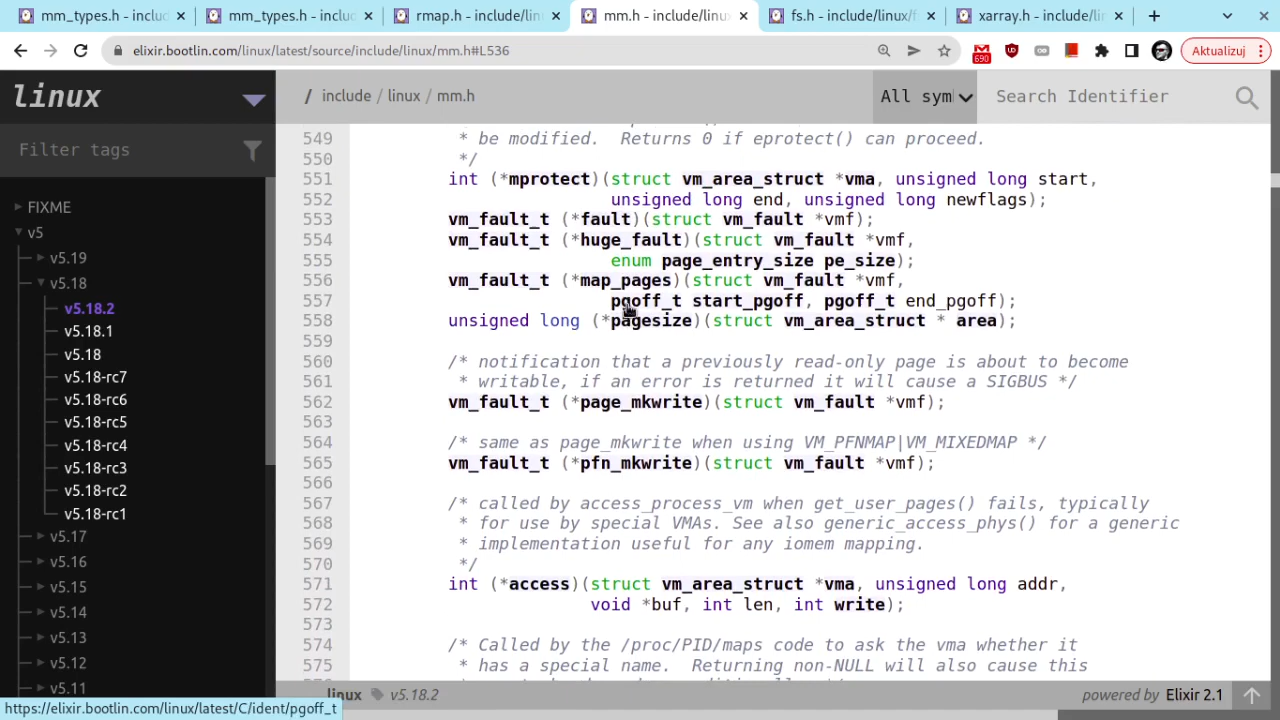 mm_types.h - includ
mm_types.h - includ
rmap.h - include/lin
mm.h - include/linux
fs.h - include/linux/f
xarray.h - include/lin
elixir.bootlin.com/linux/latest/source/include/linux/mm.h#L536
690
Aktualizuj
linux
/ include / linux / mm.h
All sym
Search Identifier
Filter tags
FIXME
v5
v5.19
v5.18
v5.18.2
v5.18.1
v5.18
v5.18-rc7
v5.18-rc6
v5.18-rc5
v5.18-rc4
v5.18-rc3
v5.18-rc2
v5.18-rc1
v5.17
v5.16
v5.15
v5.14
v5.13
v5.12
v5.11
549 * be modified. Returns 0 if eprotect() can proceed.
550 */
551 int (*mprotect)(struct vm_area_struct *vma, unsigned long start,
552 unsigned long end, unsigned long newflags);
553 vm_fault_t (*fault)(struct vm_fault *vmf);
554 vm_fault_t (*huge_fault)(struct vm_fault *vmf,
555 enum page_entry_size pe_size);
556 vm_fault_t (*map_pages)(struct vm_fault *vmf,
557 pgoff_t start_pgoff, pgoff_t end_pgoff);
558 unsigned long (*pagesize)(struct vm_area_struct * area);
559
560 /* notification that a previously read-only page is about to become
561 * writable, if an error is returned it will cause a SIGBUS */
562 vm_fault_t (*page_mkwrite)(struct vm_fault *vmf);
563
564 /* same as page_mkwrite when using VM_PFNMAP|VM_MIXEDMAP */
565 vm_fault_t (*pfn_mkwrite)(struct vm_fault *vmf);
566
567 /* called by access_process_vm when get_user_pages() fails, typically
568 * for use by special VMAs. See also generic_access_phys() for a generic
569 * implementation useful for any iomem mapping.
570 */
571 int (*access)(struct vm_area_struct *vma, unsigned long addr,
572 void *buf, int len, int write);
573
574 /* Called by the /proc/PID/maps code to ask the vma whether it
575 * has a special name. Returning non-NULL will also cause this
linux v5.18.2
powered by Elixir 2.1
https://elixir.bootlin.com/linux/latest/C/ident/pgoff_t